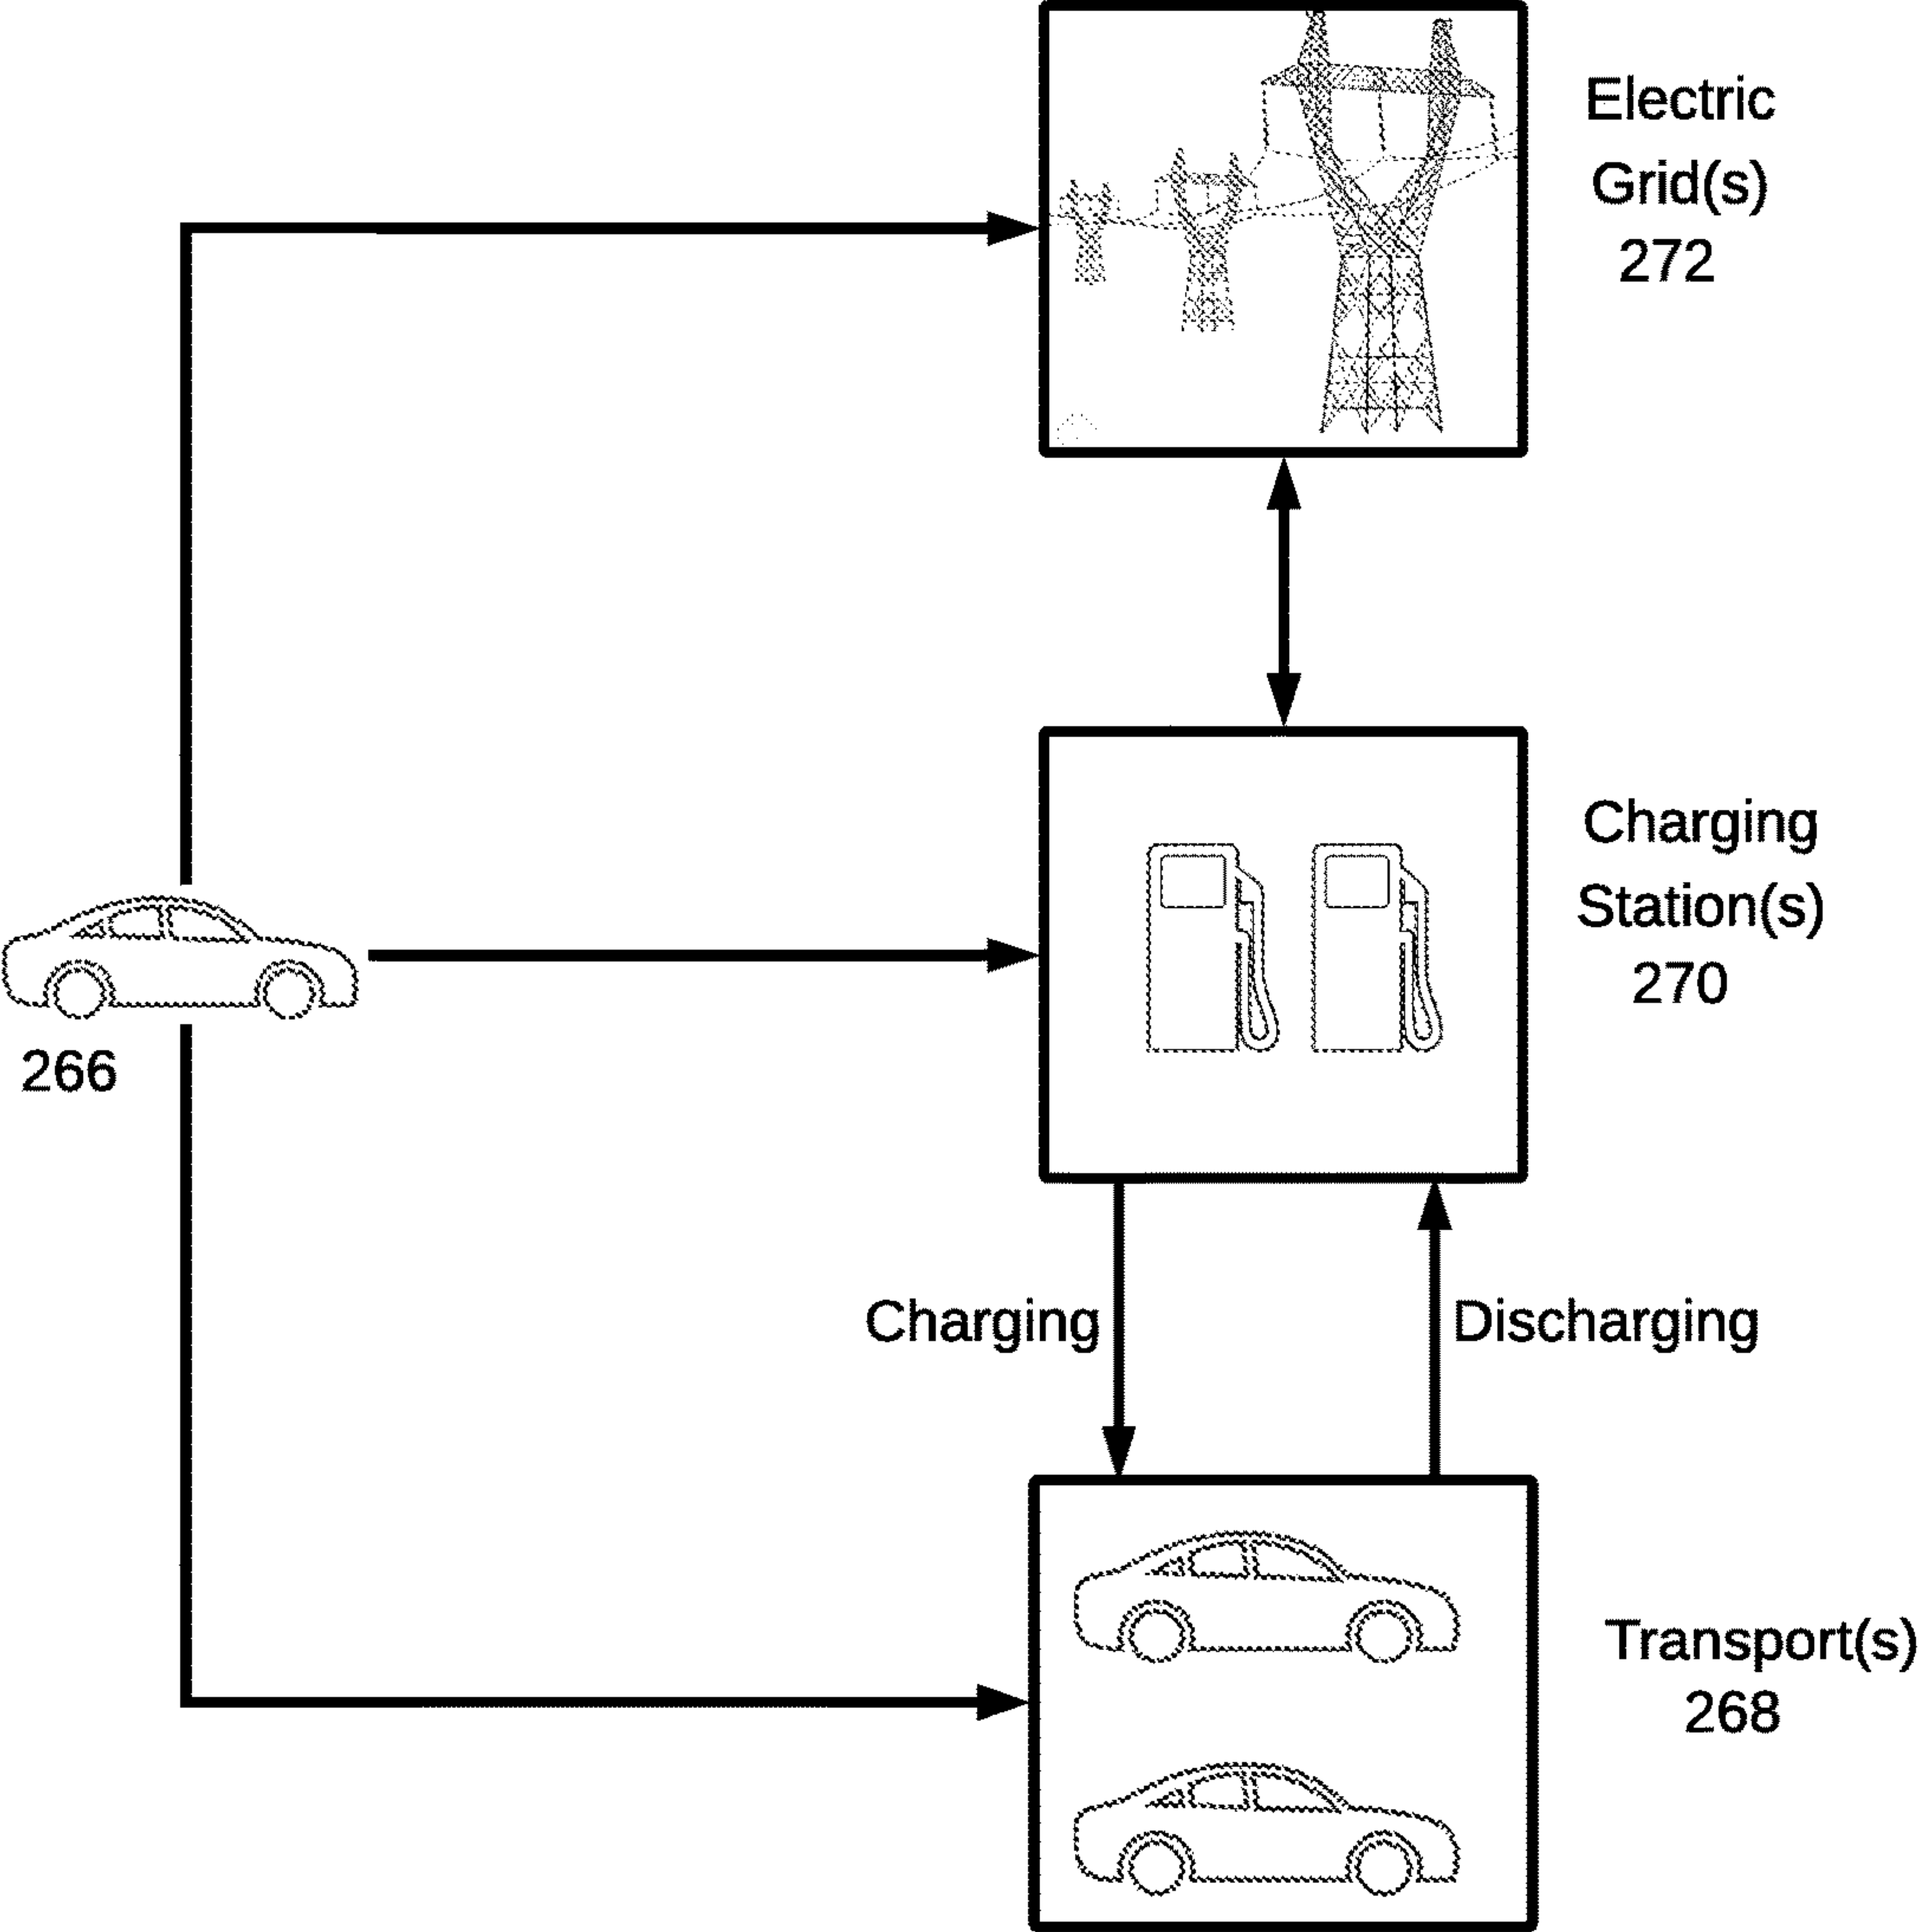 Electric
Grid(s)
272
Charging
Station(s)
270
266
Charging
Discharging
Transport(s)
268